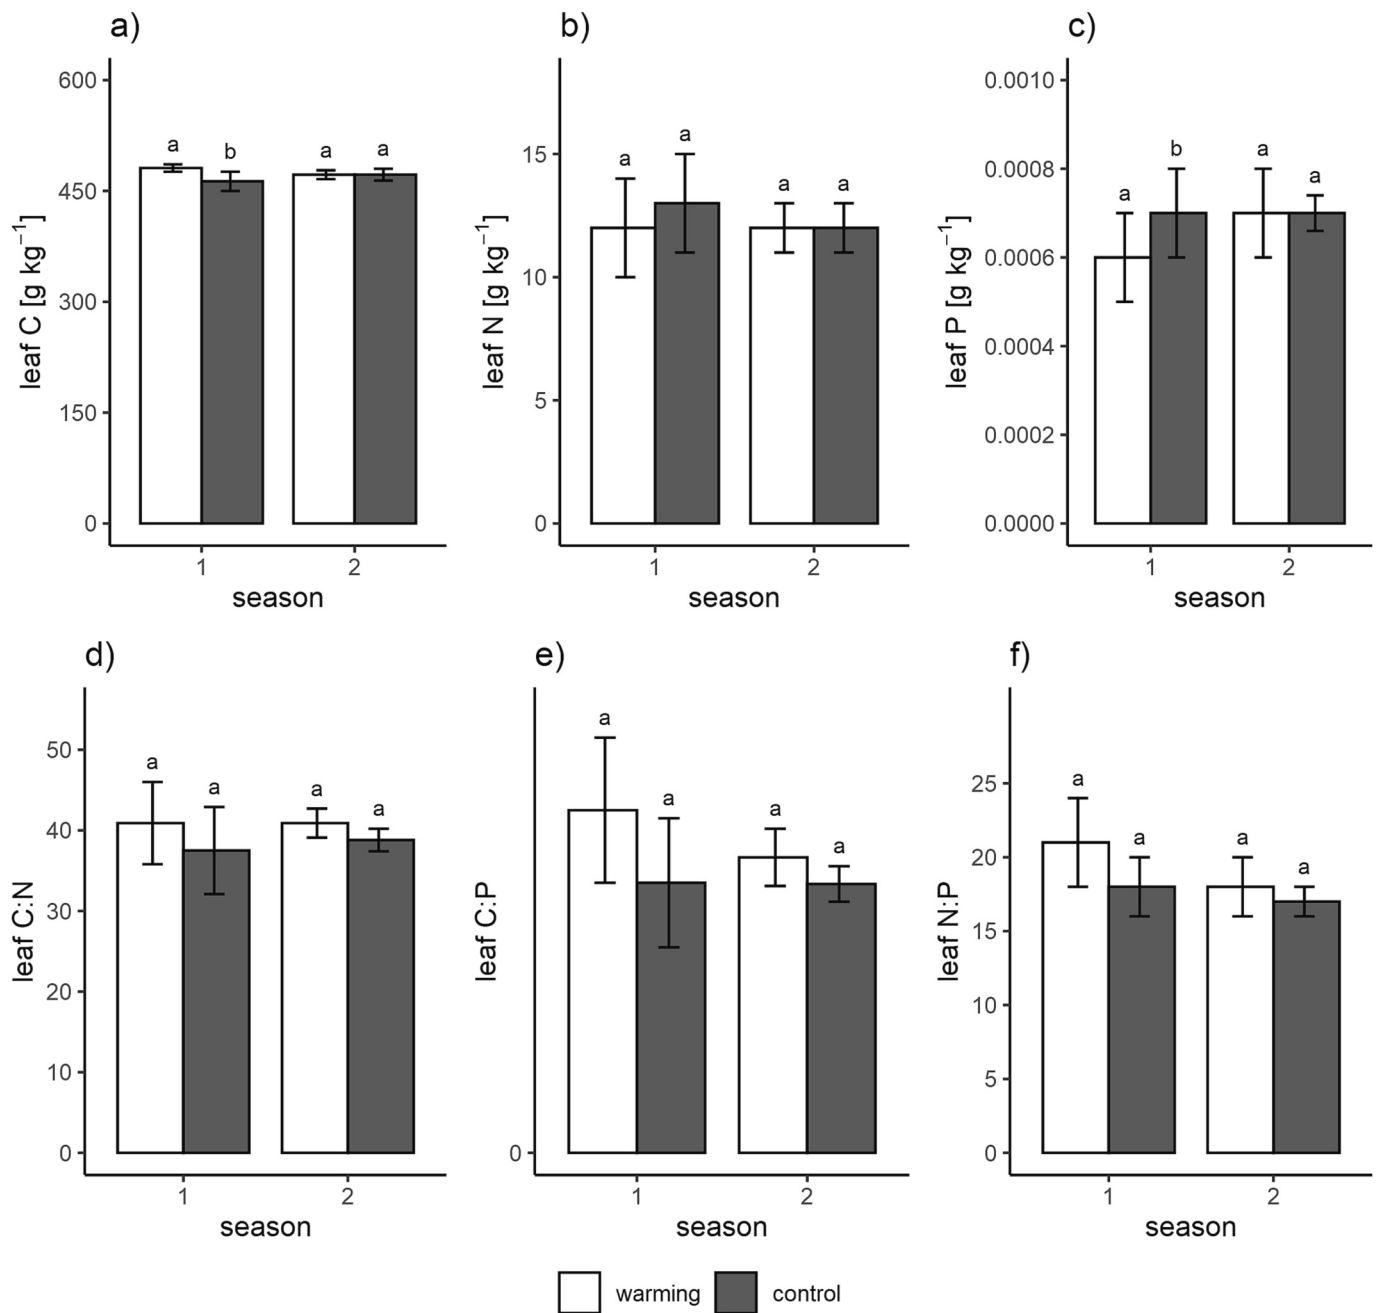 a)
leaf C [g kg⁻¹]
600
450
300
150
0
a
b
a
a
1
2
season
b)
leaf N [g kg⁻¹]
15
10
5
0
a
a
a
a
1
2
season
c)
leaf P [g kg⁻¹]
0.0010
0.0008
0.0006
0.0004
0.0002
0.0000
a
b
a
a
1
2
season
d)
leaf C:N
50
40
30
20
10
0
a
a
a
a
1
2
season
e)
leaf C:P
0
a
a
a
a
1
2
season
f)
leaf N:P
25
20
15
10
5
0
a
a
a
a
1
2
season
warming
control